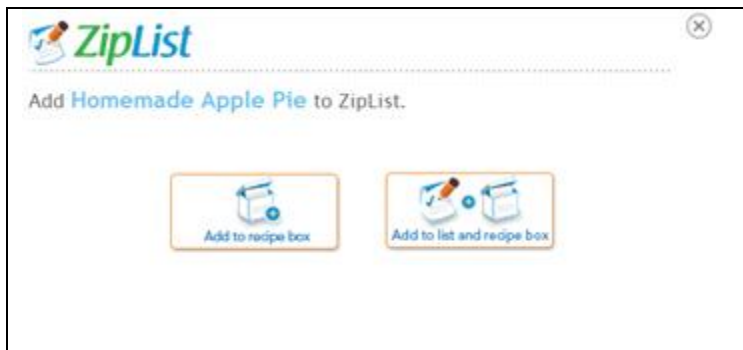 ZipList
Add Homemade Apple Pie to ZipList.
Add to recipe box
Add to list and recipe box